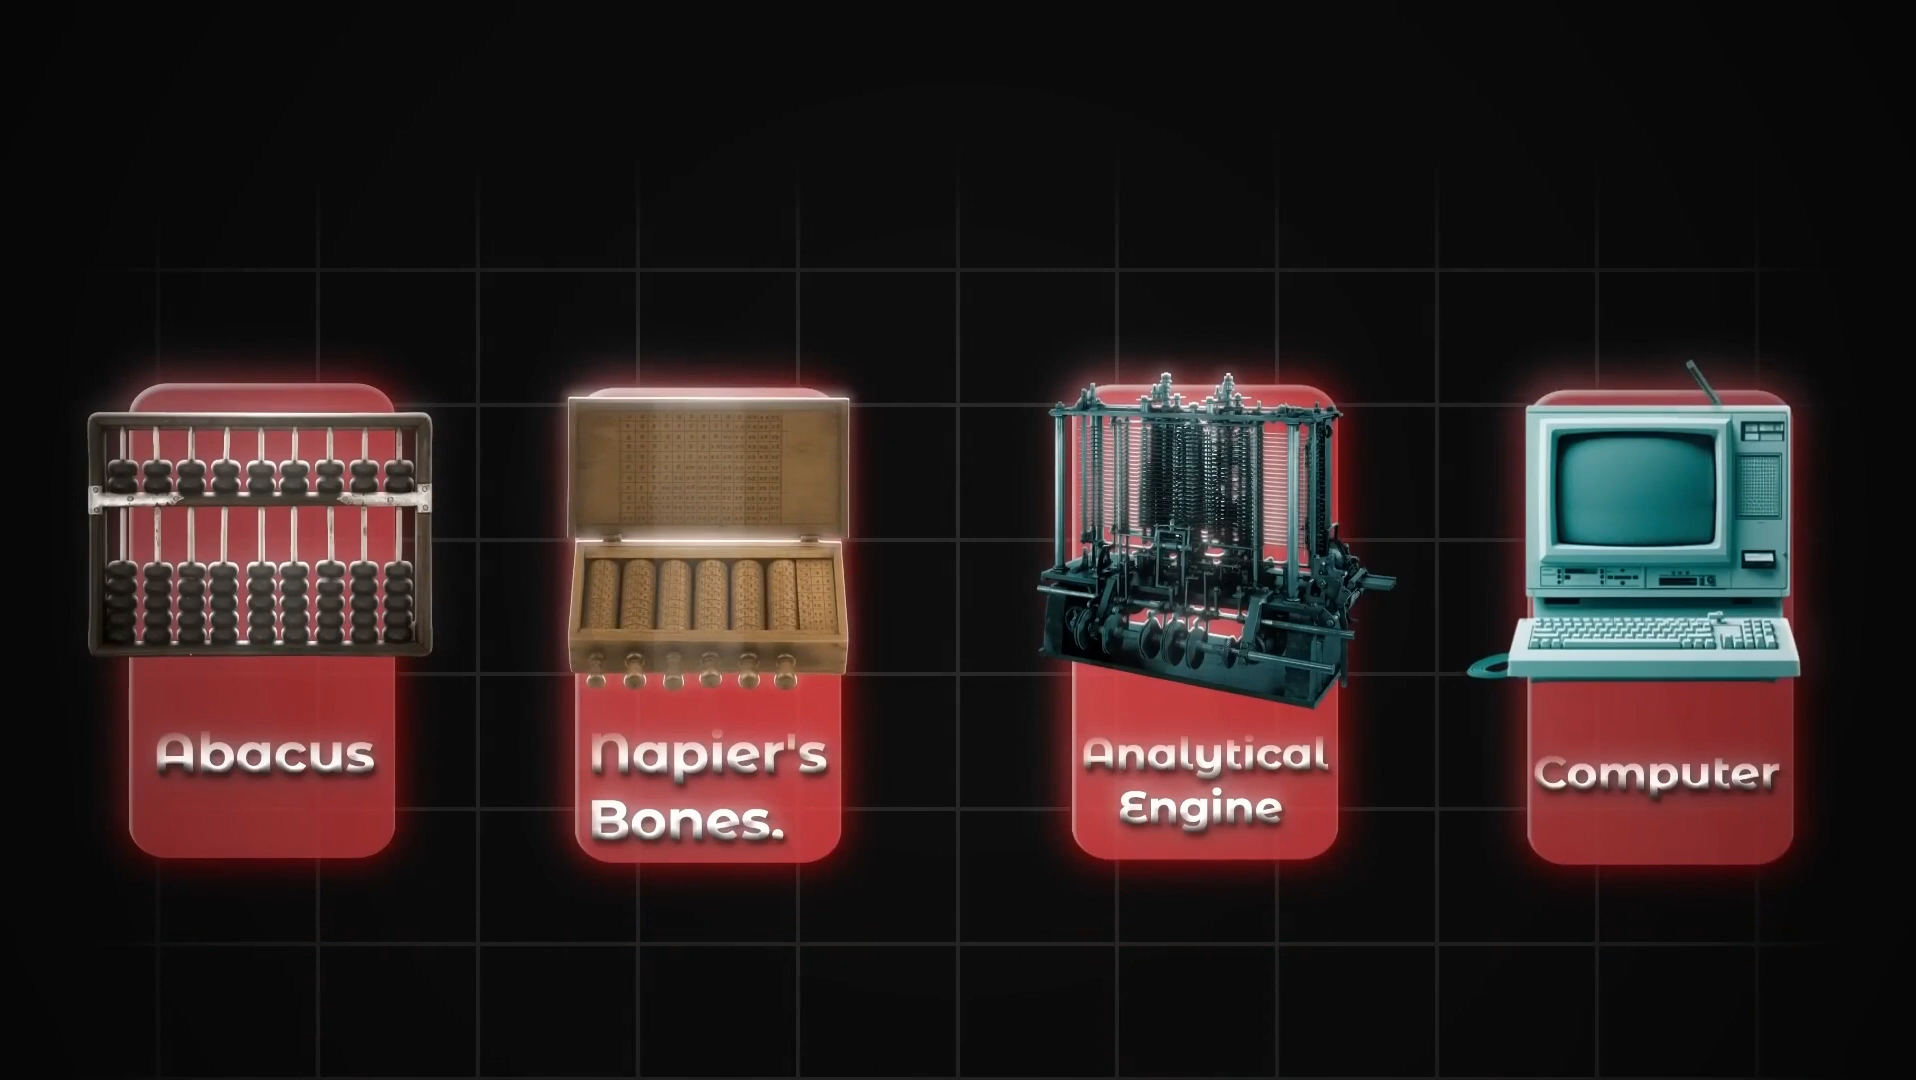 Abacus
Napier's
Bones.
Analytical
Engine
Computer